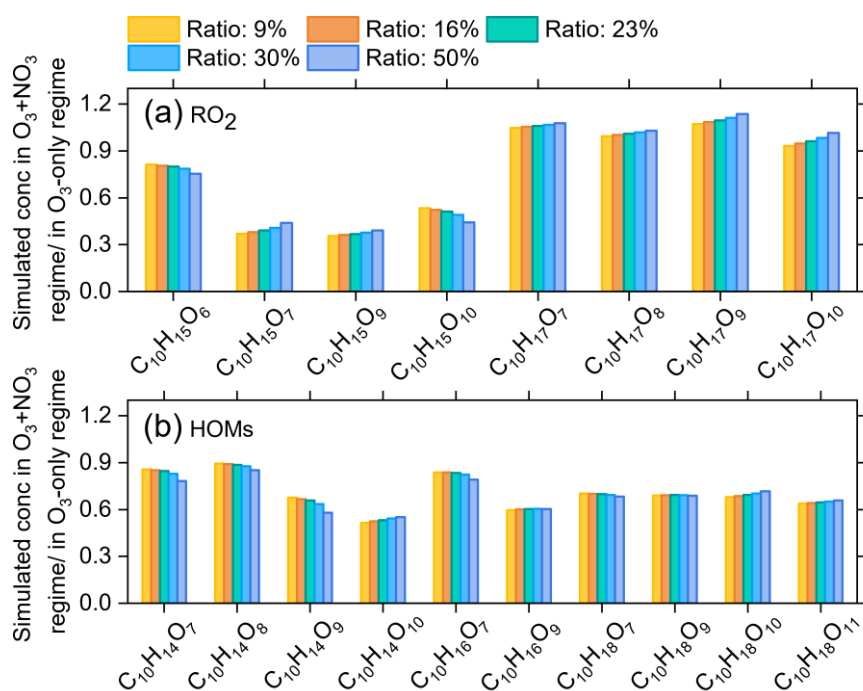 Ratio: 9% Ratio: 16% Ratio: 23%
Ratio: 30% Ratio: 50%
(a) RO₂
Simulated conc in O₃+NO₃
regime/ in O₃-only regime
1.2
0.9
0.6
0.3
0.0
C₁₀H₁₅O₆ C₁₀H₁₅O₇ C₁₀H₁₅O₉ C₁₀H₁₅O₁₀ C₁₀H₁₇O₇ C₁₀H₁₇O₈ C₁₀H₁₇O₉ C₁₀H₁₇O₁₀
(b) HOMs
Simulated conc in O₃+NO₃
regime/ in O₃-only regime
1.2
0.9
0.6
0.3
0.0
C₁₀H₁₄O₇ C₁₀H₁₄O₈ C₁₀H₁₄O₉ C₁₀H₁₄O₁₀ C₁₀H₁₆O₇ C₁₀H₁₆O₉ C₁₀H₁₈O₇ C₁₀H₁₈O₉ C₁₀H₁₈O₁₀ C₁₀H₁₈O₁₁